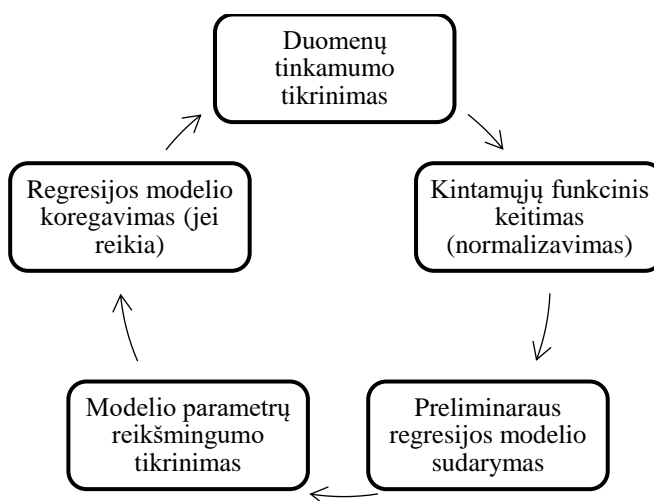 Duomenų
tinkamumo
tikrinimas
Kintamųjų funkcinis
keitimas
(normalizavimas)
Preliminaraus
regresijos modelio
sudarymas
Modelio parametrų
reikšmingumo
tikrinimas
Regresijos modelio
koregavimas (jei
reikia)